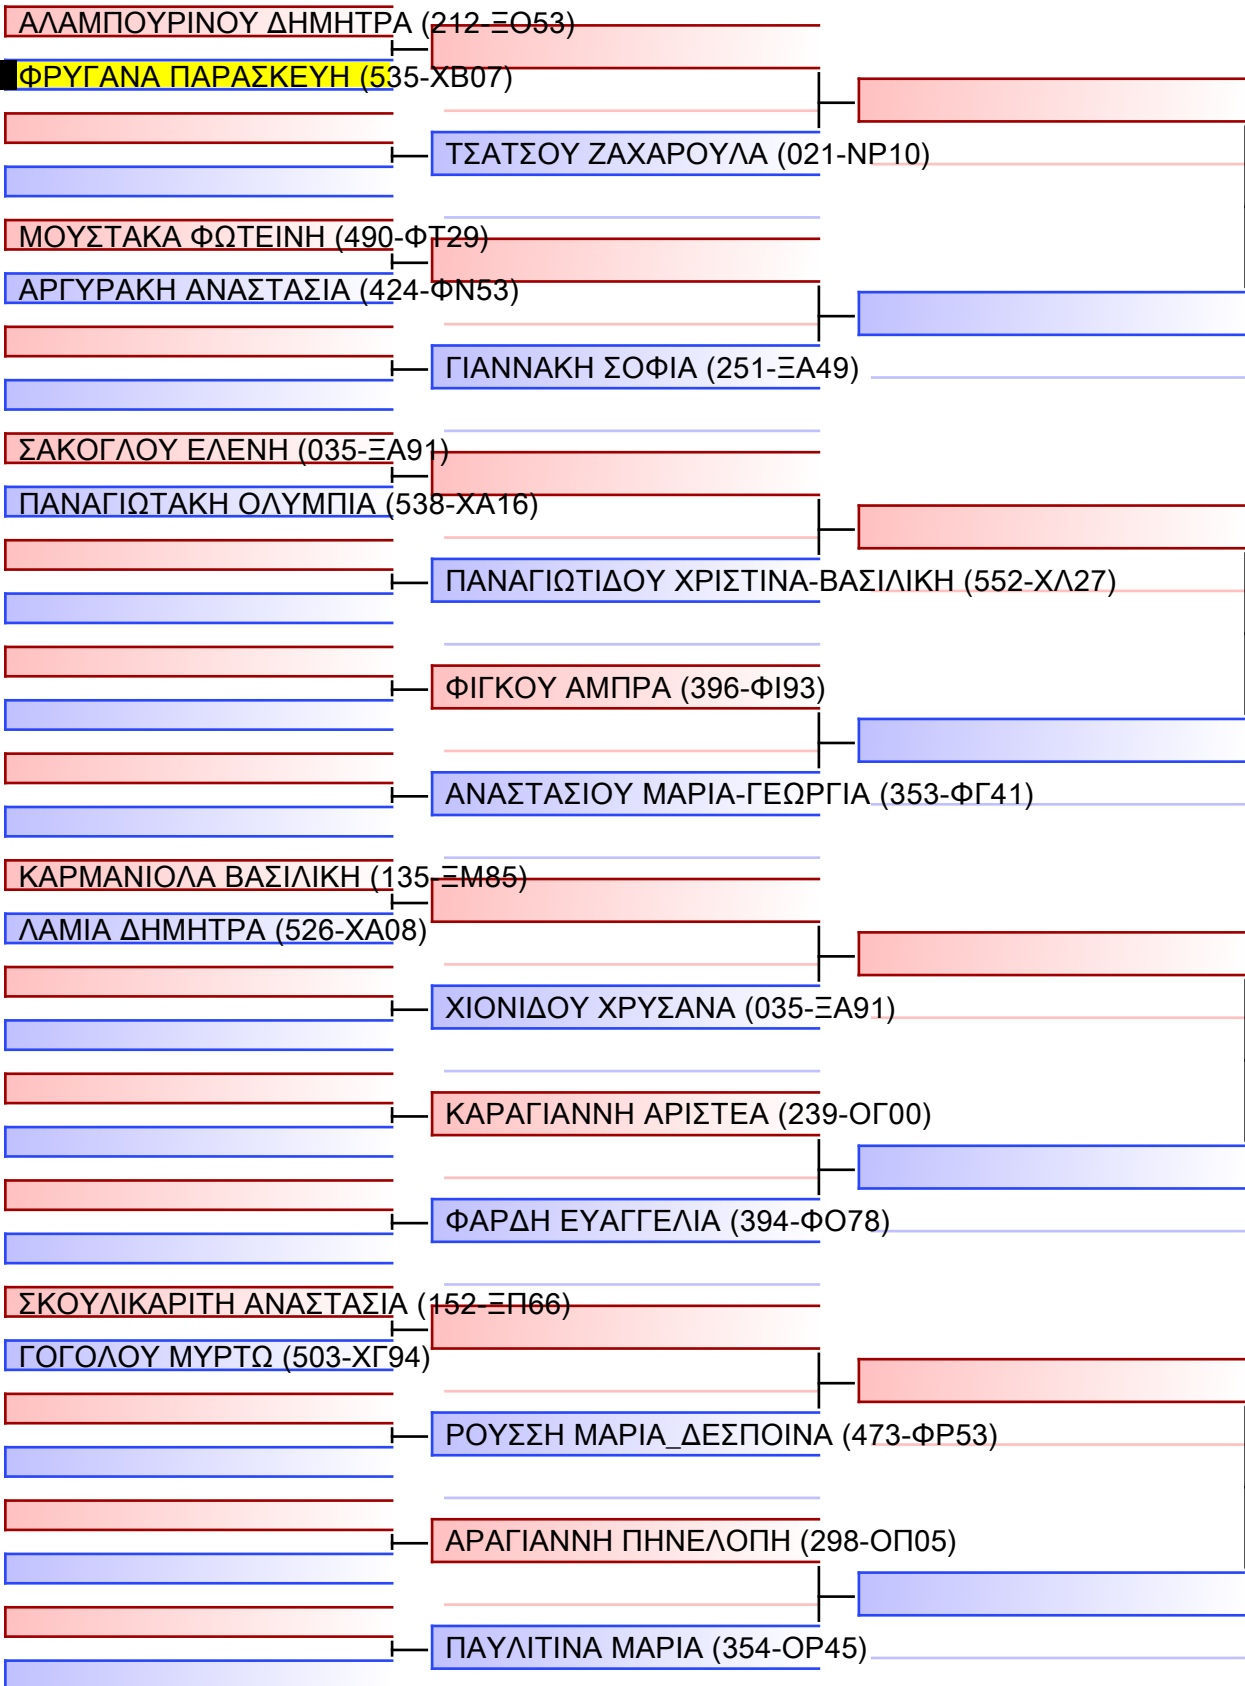 ΑΛΑΜΠΟΥΡΙΝΟΥ ΔΗΜΗΤΡΑ (212-ΞΟ53)
ΦΡΥΓΑΝΑ ΠΑΡΑΣΚΕΥΗ (535-ΧΒ07)
ΤΣΑΤΣΟΥ ΖΑΧΑΡΟΥΛΑ (021-ΝΡ10)
ΜΟΥΣΤΑΚΑ ΦΩΤΕΙΝΗ (490-ΦΤ29)
ΑΡΓΥΡΑΚΗ ΑΝΑΣΤΑΣΙΑ (424-ΦΝ53)
ΓΙΑΝΝΑΚΗ ΣΟΦΙΑ (251-ΞΑ49)
ΣΑΚΟΓΛΟΥ ΕΛΕΝΗ (035-ΞΑ91)
ΠΑΝΑΓΙΩΤΑΚΗ ΟΛΥΜΠΙΑ (538-ΧΑ16)
ΠΑΝΑΓΙΩΤΙΔΟΥ ΧΡΙΣΤΙΝΑ-ΒΑΣΙΛΙΚΗ (552-ΧΛ27)
ΦΙΓΚΟΥ ΑΜΠΡΑ (396-ΦΙ93)
ΑΝΑΣΤΑΣΙΟΥ ΜΑΡΙΑ-ΓΕΩΡΓΙΑ (353-ΦΓ41)
ΚΑΡΜΑΝΙΟΛΑ ΒΑΣΙΛΙΚΗ (135-ΞΜ85)
ΛΑΜΙΑ ΔΗΜΗΤΡΑ (526-ΧΑ08)
ΧΙΟΝΙΔΟΥ ΧΡΥΣΑΝΑ (035-ΞΑ91)
ΚΑΡΑΓΙΑΝΝΗ ΑΡΙΣΤΕΑ (239-ΟΓ00)
ΦΑΡΔΗ ΕΥΑΓΓΕΛΙΑ (394-ΦΟ78)
ΣΚΟΥΛΙΚΑΡΙΤΗ ΑΝΑΣΤΑΣΙΑ (152-ΞΠ66)
ΓΟΓΟΛΟΥ ΜΥΡΤΩ (503-ΧΓ94)
ΡΟΥΣΣΗ ΜΑΡΙΑ_ΔΕΣΠΟΙΝΑ (473-ΦΡ53)
ΑΡΑΓΙΑΝΝΗ ΠΗΝΕΛΟΠΗ (298-ΟΠ05)
ΠΑΥΛΙΤΙΝΑ ΜΑΡΙΑ (354-ΟΡ45)